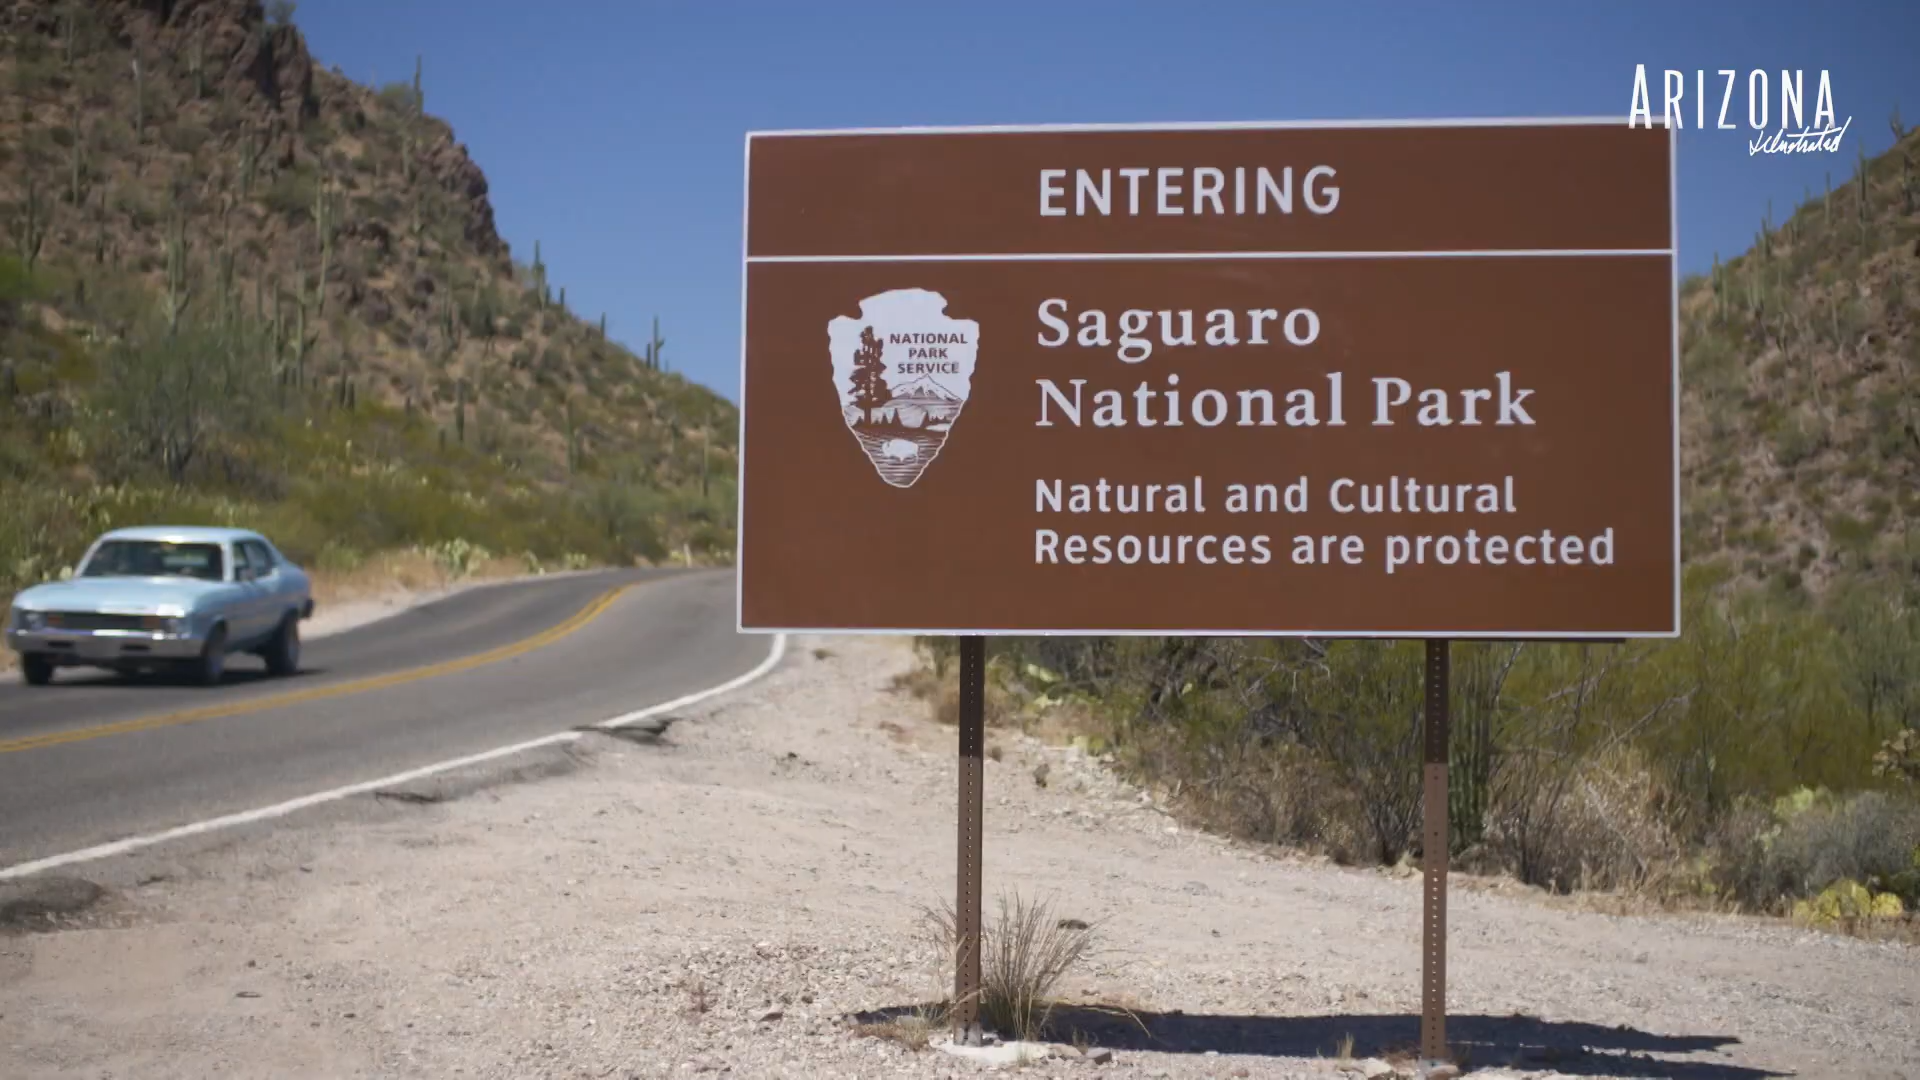 ARIZONA
Illustrated
ENTERING
NATIONAL
PARK
SERVICE
Saguaro
National Park
Natural and Cultural
Resources are protected